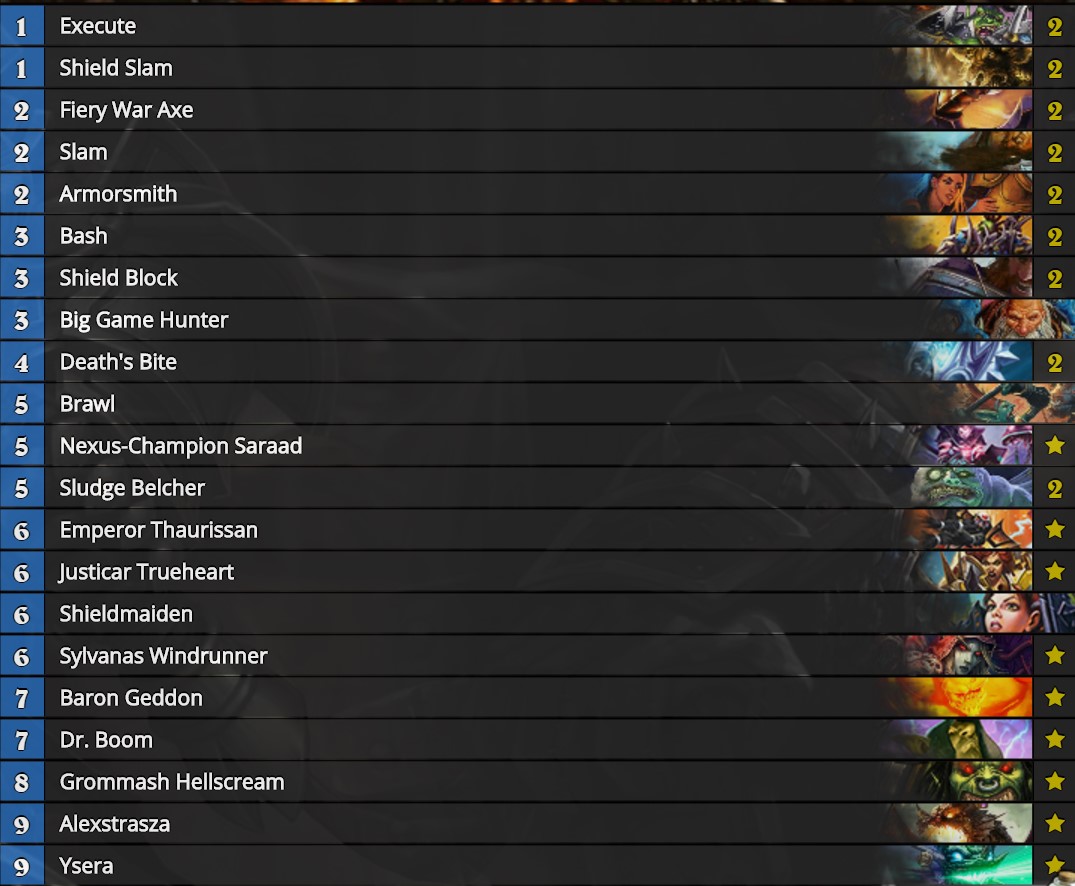 1 Execute 2
1 Shield Slam 2
2 Fiery War Axe 2
2 Slam 2
2 Armorsmith 2
3 Bash 2
3 Shield Block 2
3 Big Game Hunter
4 Death's Bite 2
5 Brawl
5 Nexus-Champion Saraad
5 Sludge Belcher 2
6 Emperor Thaurissan
6 Justicar Trueheart
6 Shieldmaiden
6 Sylvanas Windrunner
7 Baron Geddon
7 Dr. Boom
8 Grommash Hellscream
9 Alexstrasza
9 Ysera